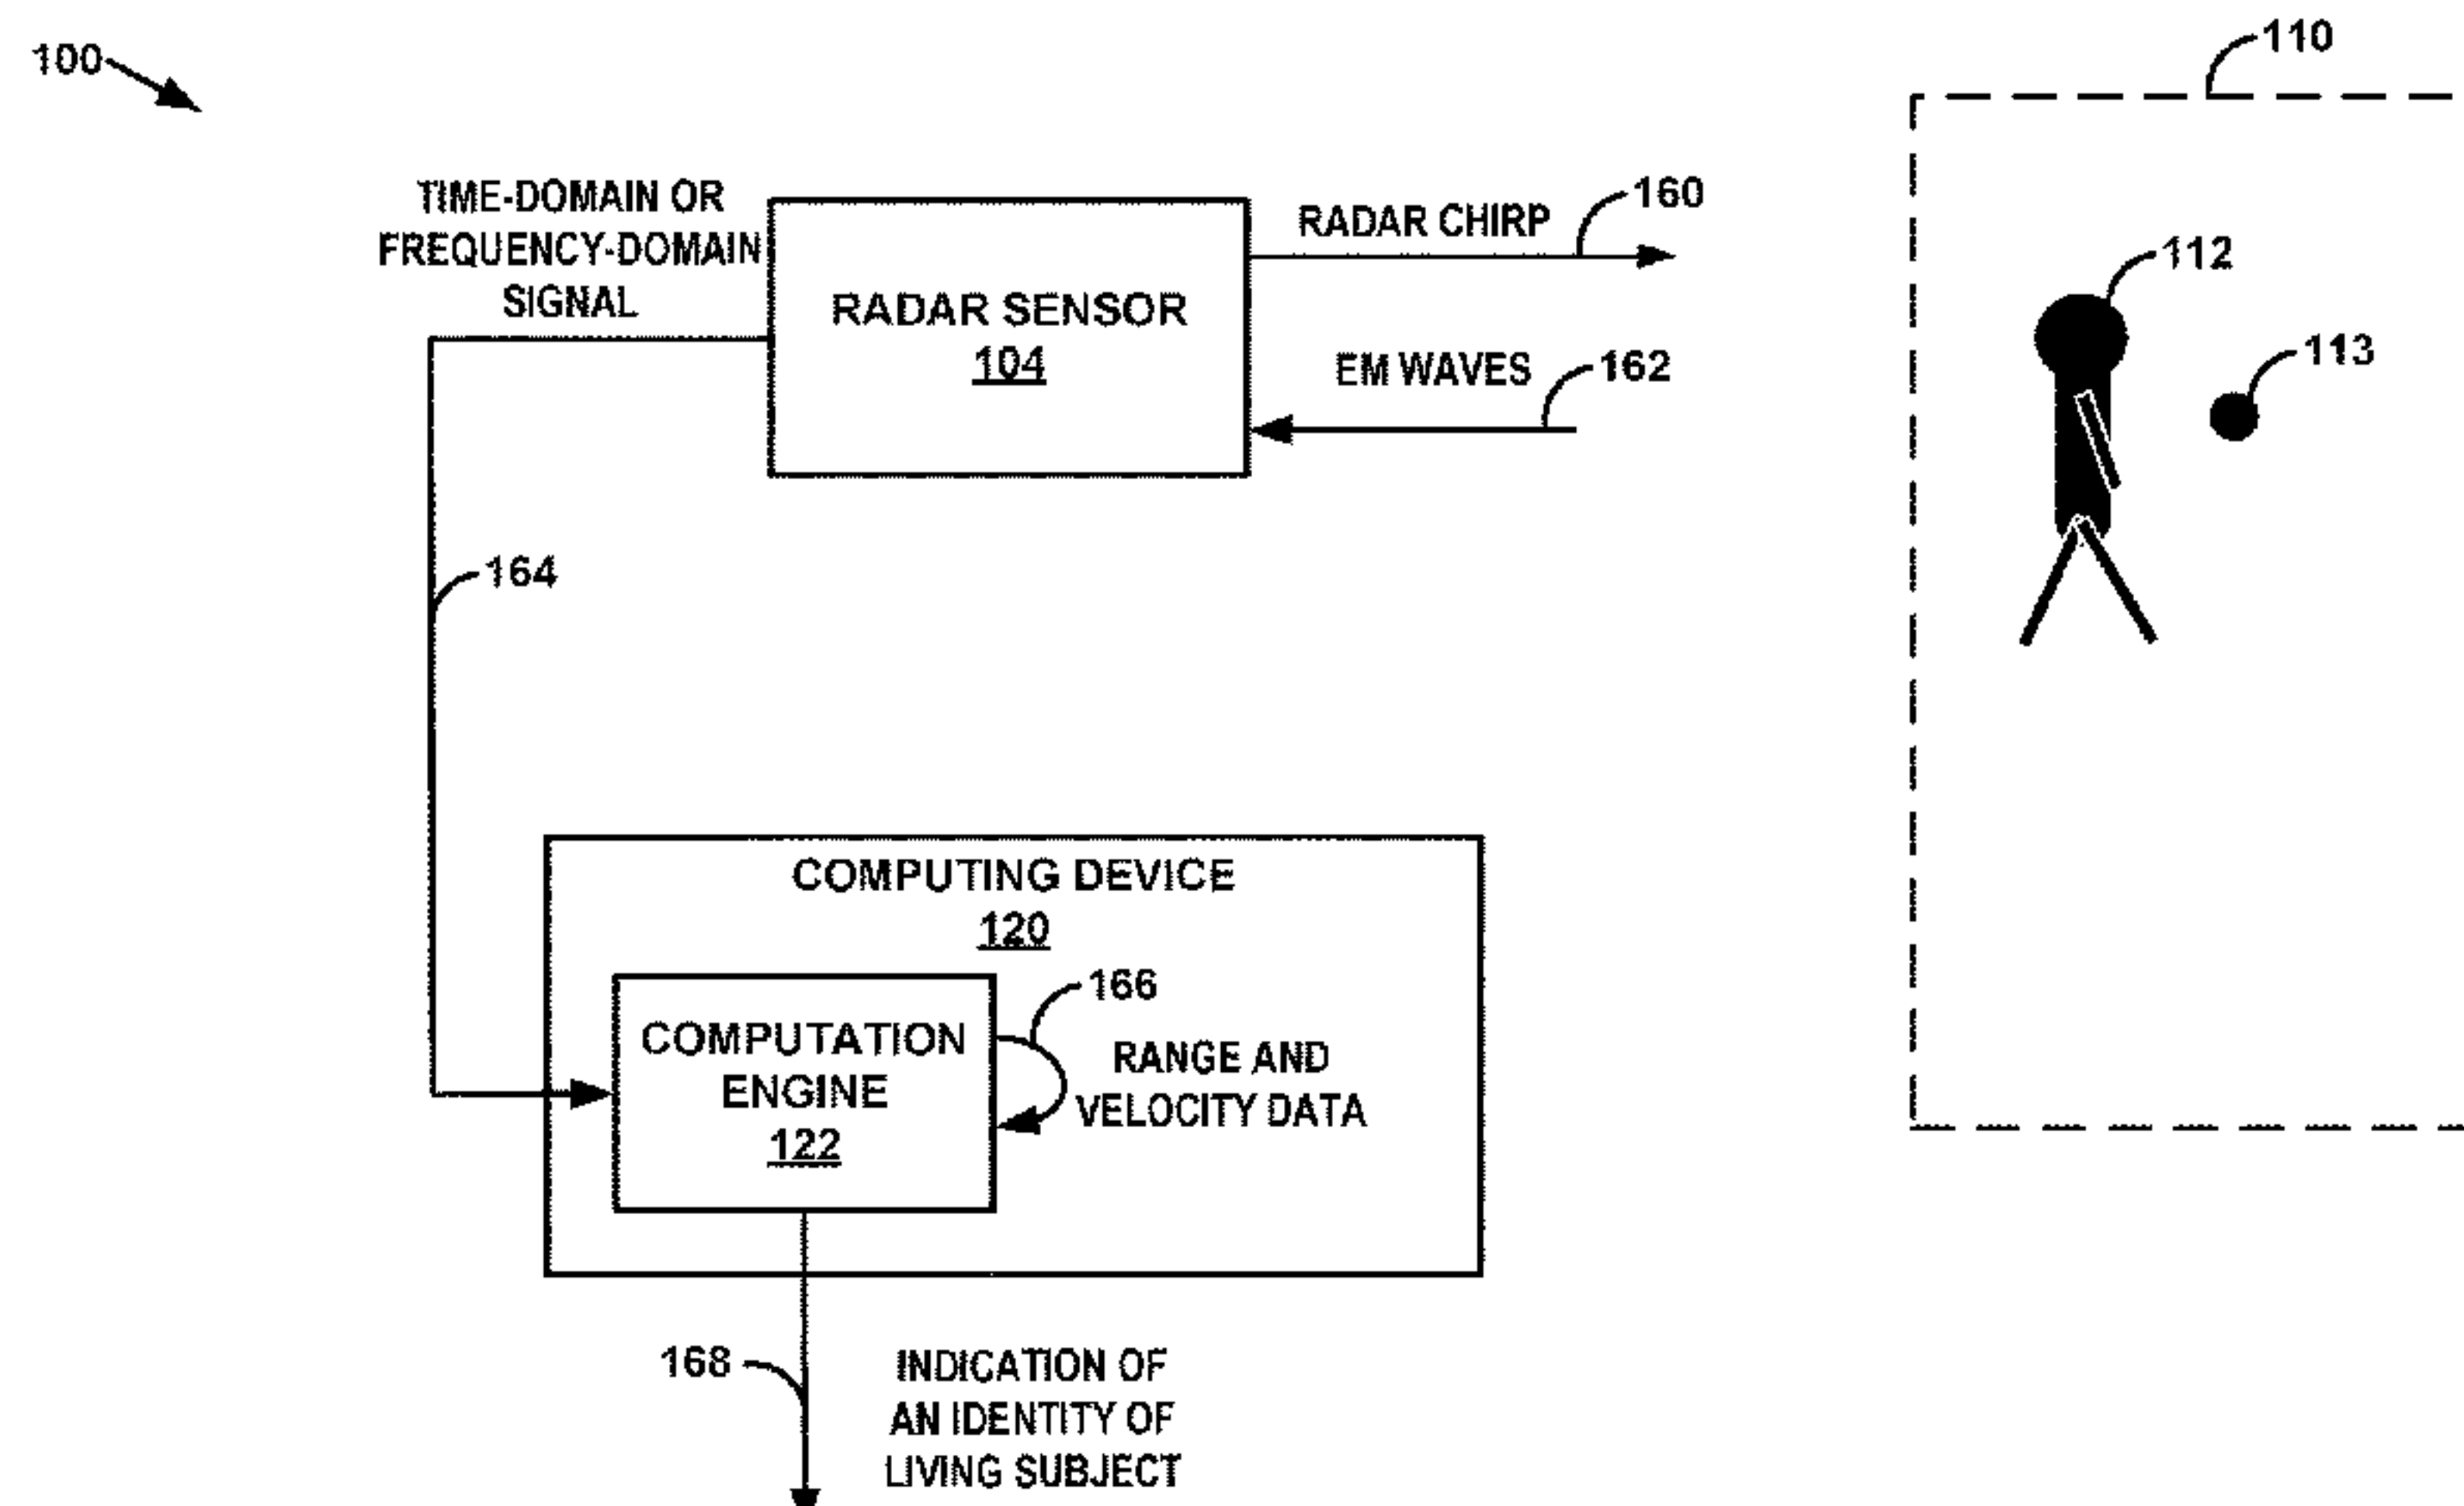 100
110
TIME-DOMAIN OR
FREQUENCY-DOMAIN
SIGNAL
RADAR SENSOR
104
RADAR CHIRP
160
EM WAVES
162
112
113
164
COMPUTING DEVICE
120
COMPUTATION
ENGINE
122
166
RANGE AND
VELOCITY DATA
168
INDICATION OF
AN IDENTITY OF
LIVING SUBJECT